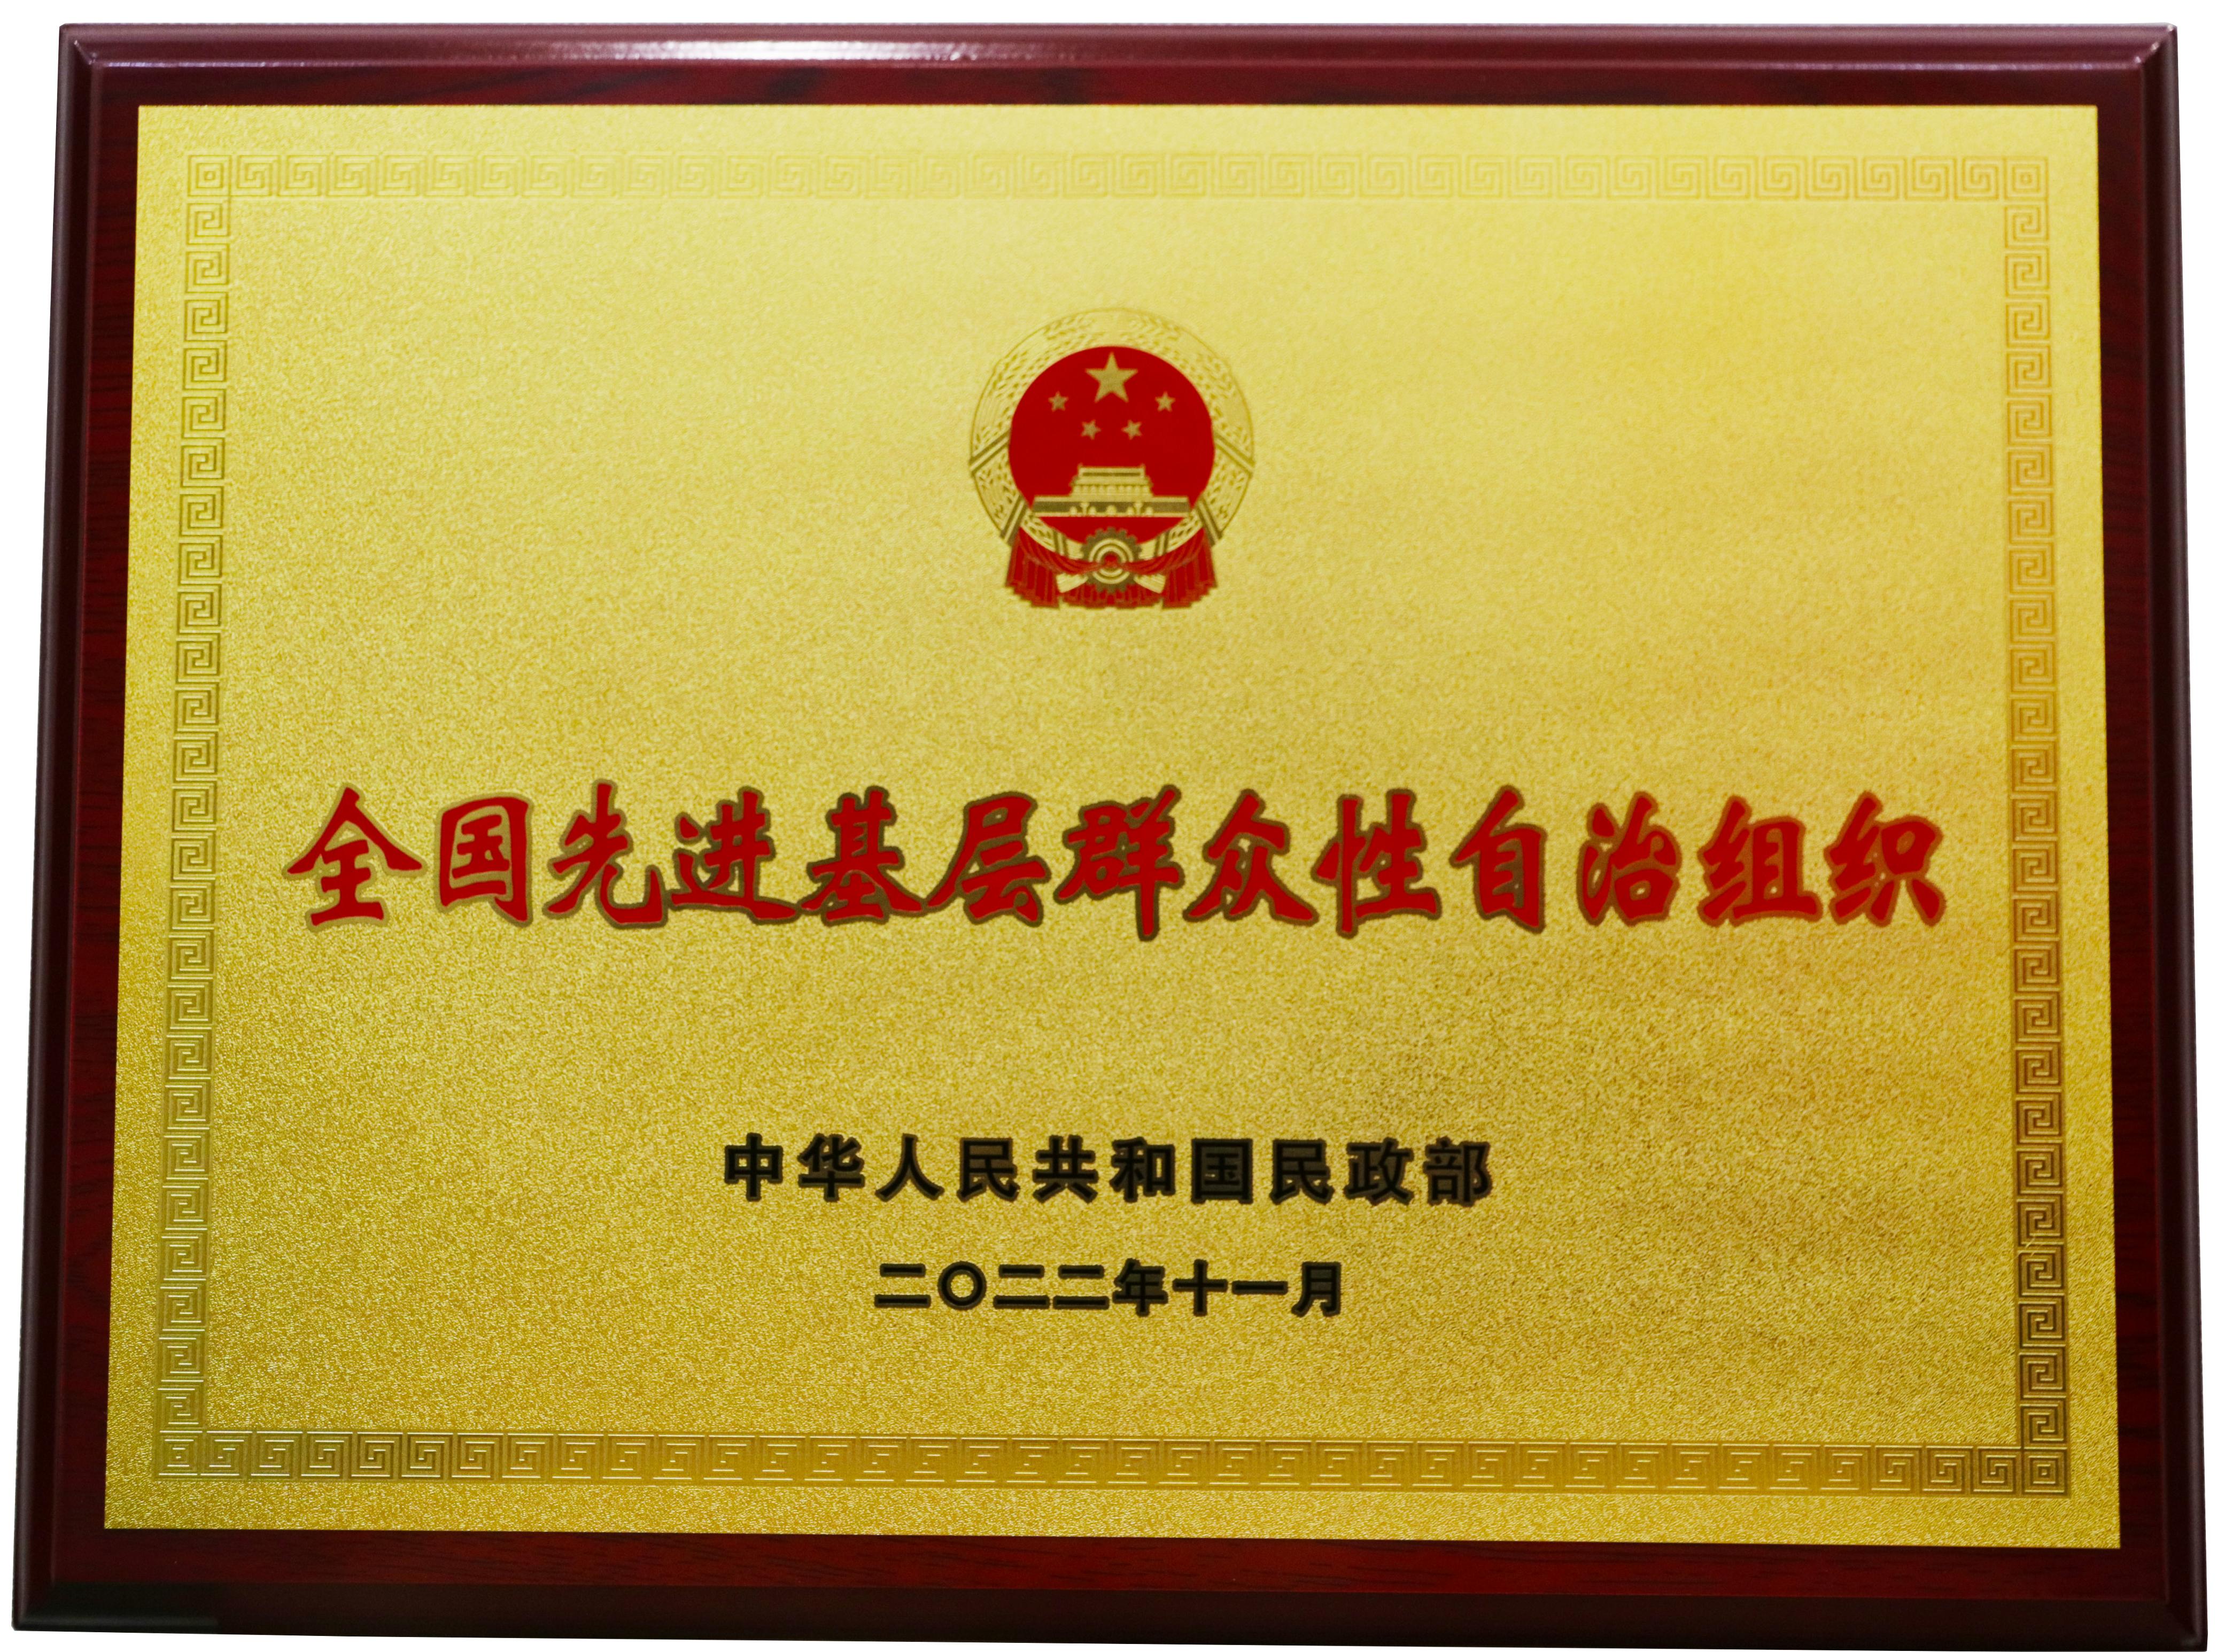 全国先进基层群众性自治组织
中华人民共和国民政部
二〇二二年十一月